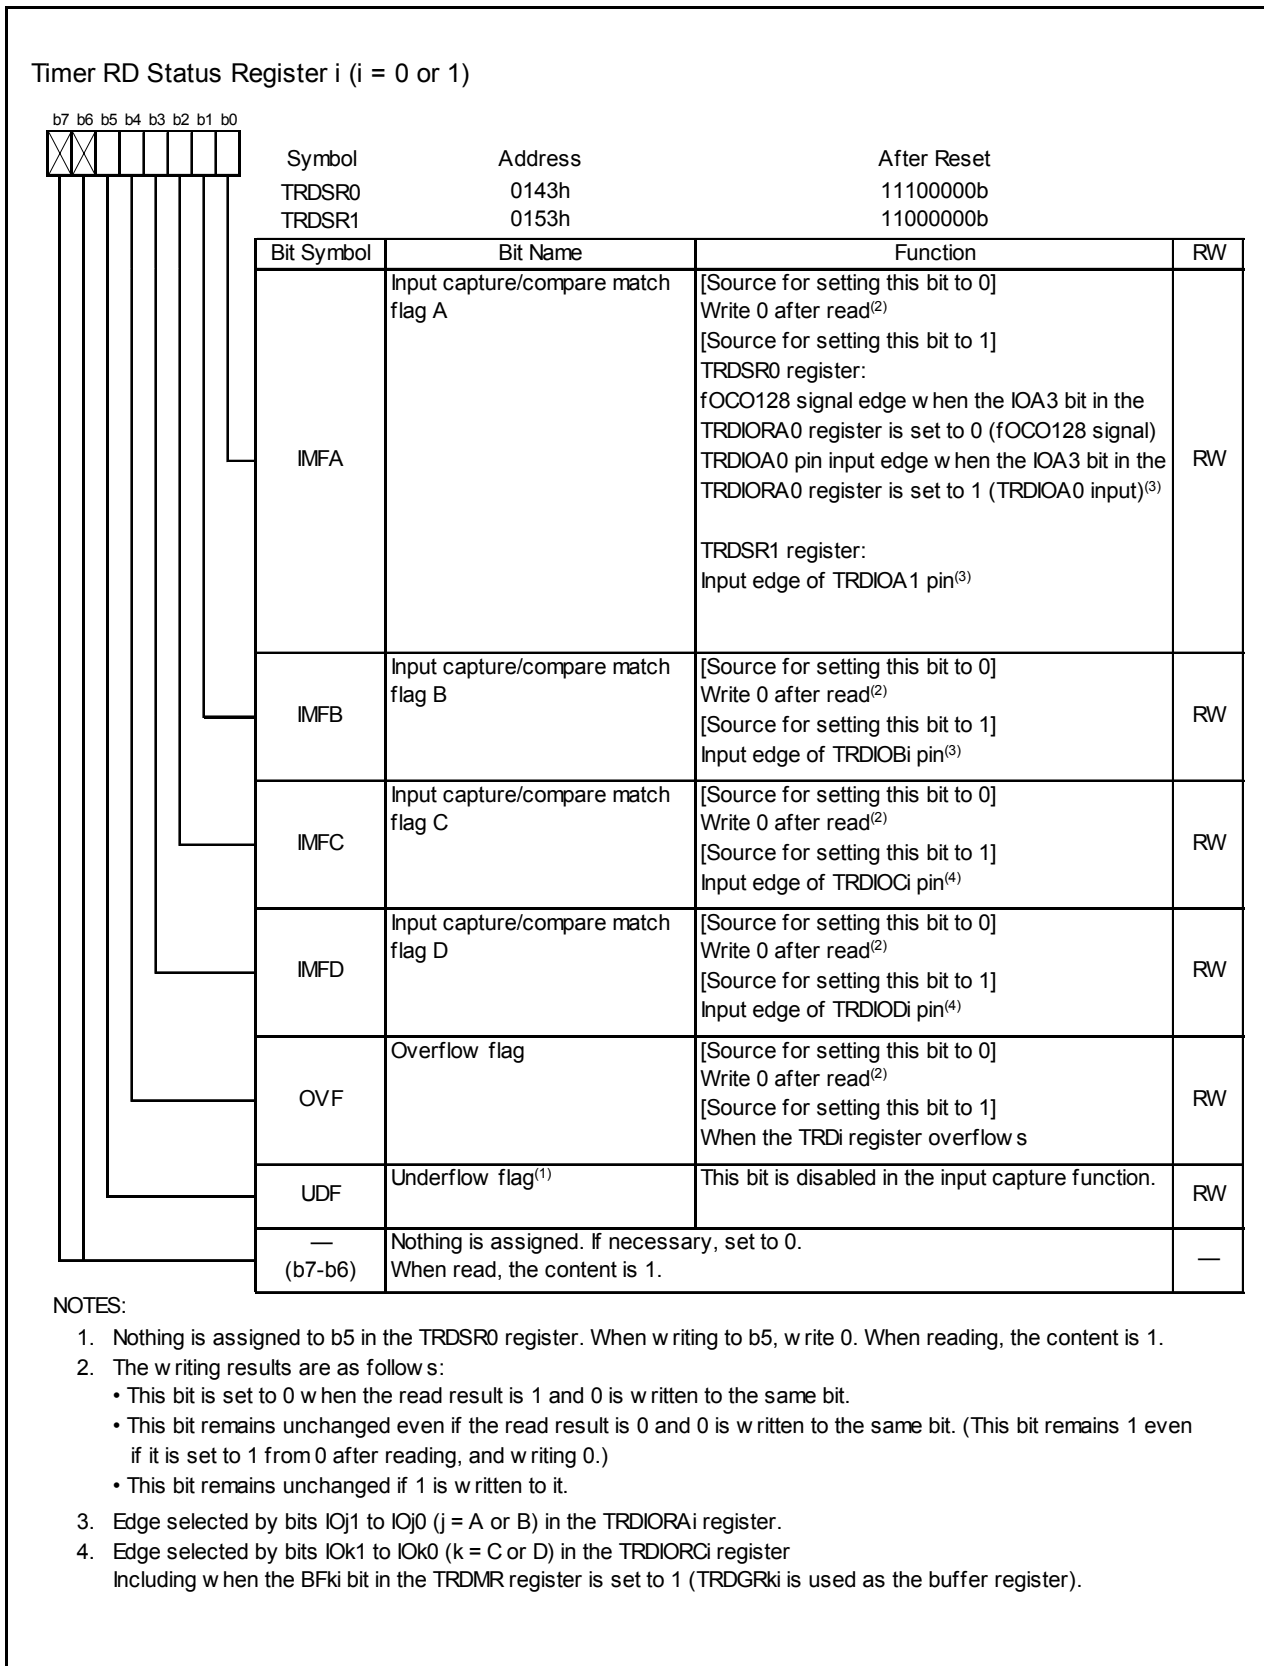 Timer RD Status Register i (i = 0 or 1)
b7 b6 b5 b4 b3 b2 b1 b0
Symbol Address After Reset
TRDSR0 0143h 11100000b
TRDSR1 0153h 11000000b
Bit Symbol Bit Name Function RW
IMFA Input capture/compare match [Source for setting this bit to 0] RW
flag A Write 0 after read(2)
[Source for setting this bit to 1]
TRDSR0 register:
fOCO128 signal edge when the IOA3 bit in the
TRDIORA0 register is set to 0 (fOCO128 signal)
TRDIOA0 pin input edge when the IOA3 bit in the
TRDIORA0 register is set to 1 (TRDIOA0 input)(3)
TRDSR1 register:
Input edge of TRDIOA1 pin(3)
IMFB Input capture/compare match [Source for setting this bit to 0] RW
flag B Write 0 after read(2)
[Source for setting this bit to 1]
Input edge of TRDIOBi pin(3)
IMFC Input capture/compare match [Source for setting this bit to 0] RW
flag C Write 0 after read(2)
[Source for setting this bit to 1]
Input edge of TRDIOCi pin(4)
IMFD Input capture/compare match [Source for setting this bit to 0] RW
flag D Write 0 after read(2)
[Source for setting this bit to 1]
Input edge of TRDIODi pin(4)
OVF Overflow flag [Source for setting this bit to 0] RW
Write 0 after read(2)
[Source for setting this bit to 1]
When the TRDi register overflows
UDF Underflow flag(1) This bit is disabled in the input capture function. RW
— Nothing is assigned. If necessary, set to 0. —
(b7-b6) When read, the content is 1.
NOTES:
1. Nothing is assigned to b5 in the TRDSR0 register. When writing to b5, write 0. When reading, the content is 1.
2. The writing results are as follows:
• This bit is set to 0 when the read result is 1 and 0 is written to the same bit.
• This bit remains unchanged even if the read result is 0 and 0 is written to the same bit. (This bit remains 1 even
if it is set to 1 from 0 after reading, and writing 0.)
• This bit remains unchanged if 1 is written to it.
3. Edge selected by bits IOj1 to IOj0 (j = A or B) in the TRDIORAi register.
4. Edge selected by bits IOk1 to IOk0 (k = C or D) in the TRDIORCi register
Including when the BFki bit in the TRDMR register is set to 1 (TRDGRki is used as the buffer register).